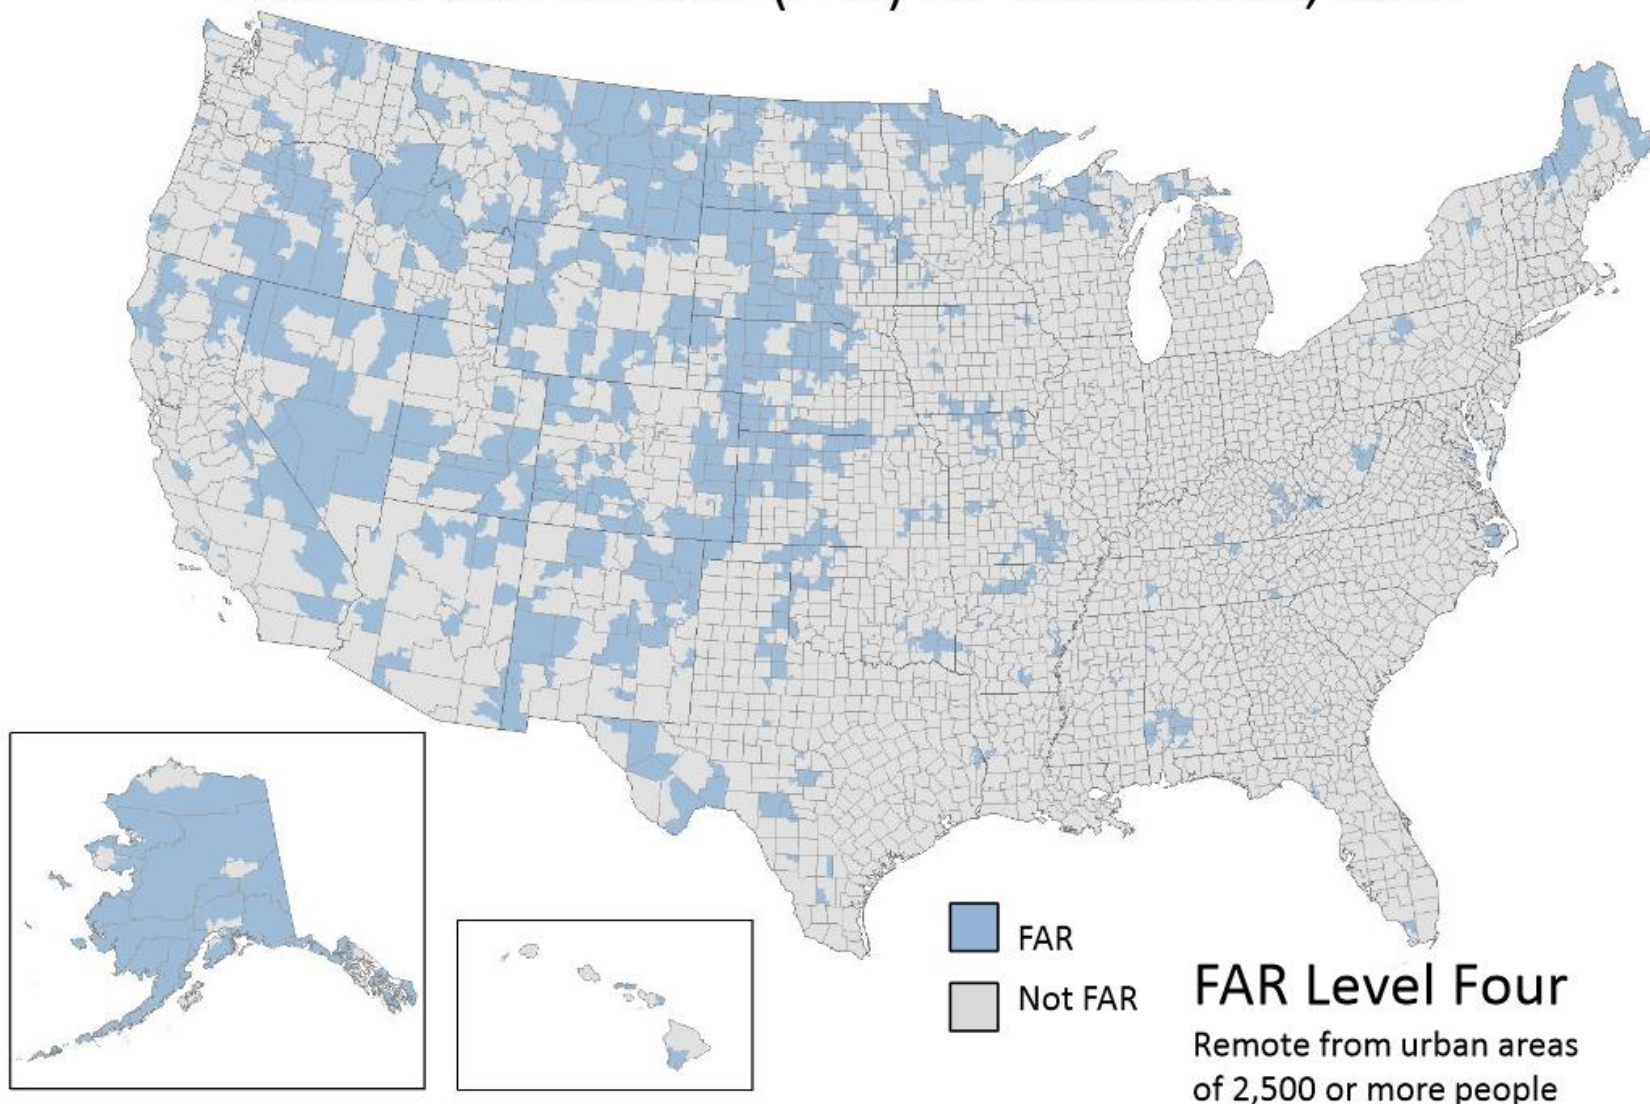 FAR
Not FAR
FAR Level Four
Remote from urban areas
of 2,500 or more people